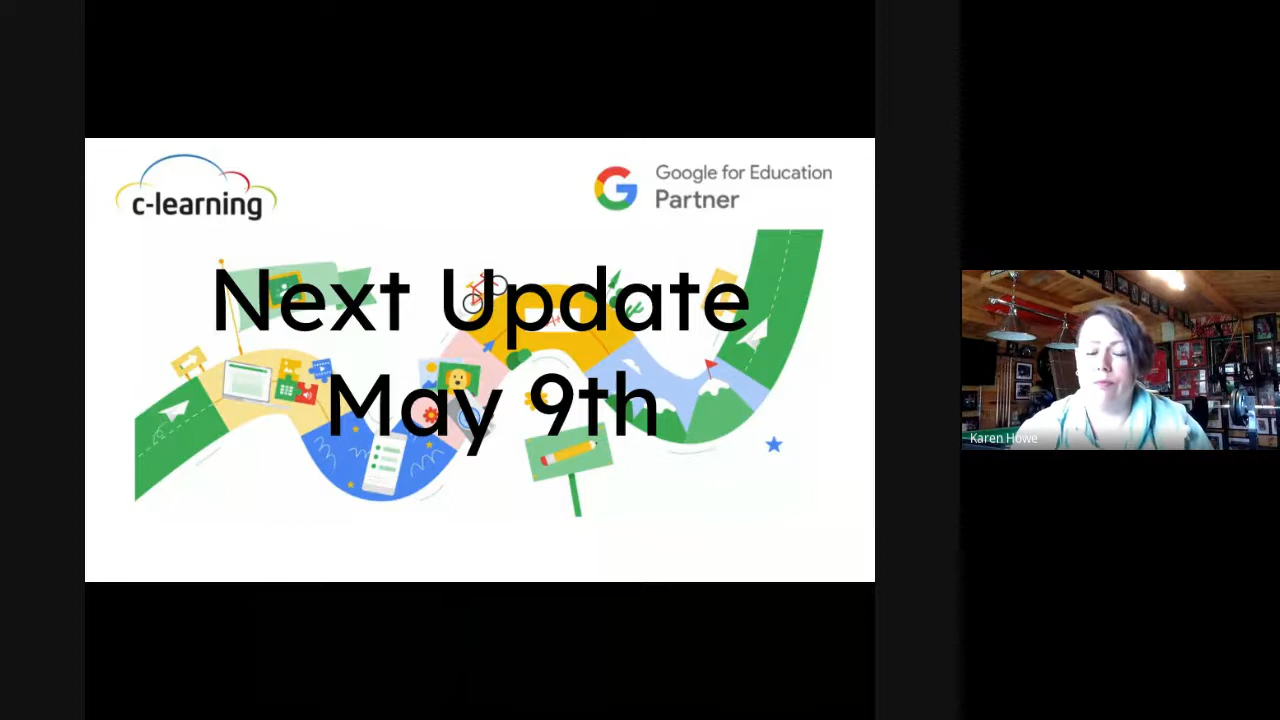 c-learning
Google for Education
Partner
Next Update
May 9th
Karen Howe